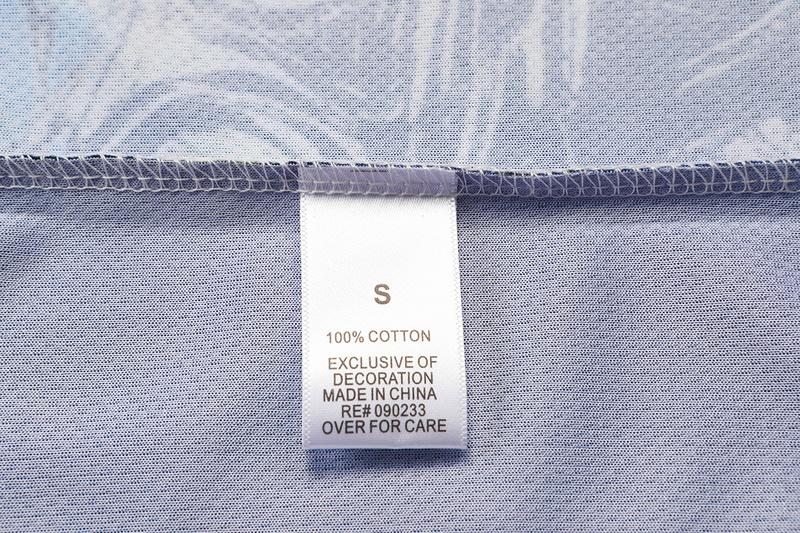 S
100% COTTON
EXCLUSIVE OF
DECORATION
MADE IN CHINA
RE# 090233
OVER FOR CARE